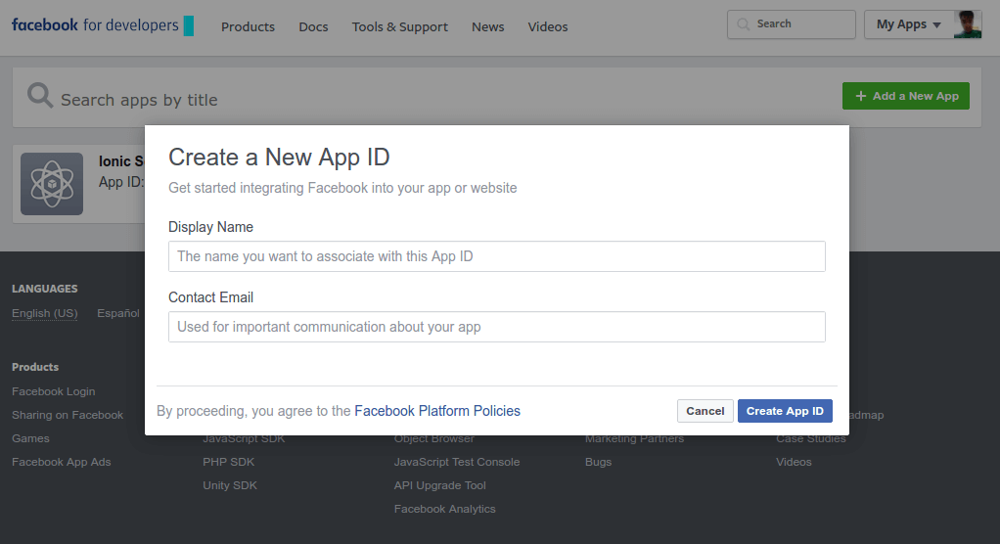 facebook for developers
Products Docs Tools & Support News Videos
Search
My Apps
Search apps by title
+ Add a New App
Ionic S
App ID:
Create a New App ID
Get started integrating Facebook into your app or website
Display Name
The name you want to associate with this App ID
Contact Email
Used for important communication about your app
By proceeding, you agree to the Facebook Platform Policies
Cancel Create App ID
LANGUAGES
English (US) Español
Products
Facebook Login
Sharing on Facebook
Games JavaScript SDK Object Browser Marketing Partners Case Studies
Facebook App Ads PHP SDK JavaScript Test Console Bugs Videos
Unity SDK API Upgrade Tool
Facebook Analytics